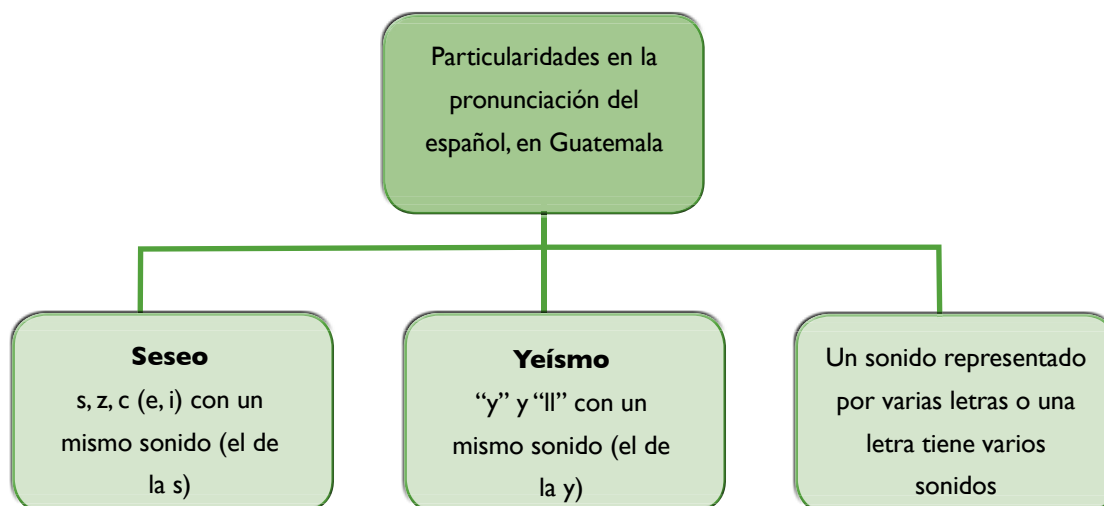 Particularidades en la
pronunciación del
español, en Guatemala
Seseo
s, z, c (e, i) con un
mismo sonido (el de
la s)
Yeísmo
“y” y “ll” con un
mismo sonido (el de
la y)
Un sonido representado
por varias letras o una
letra tiene varios
sonidos